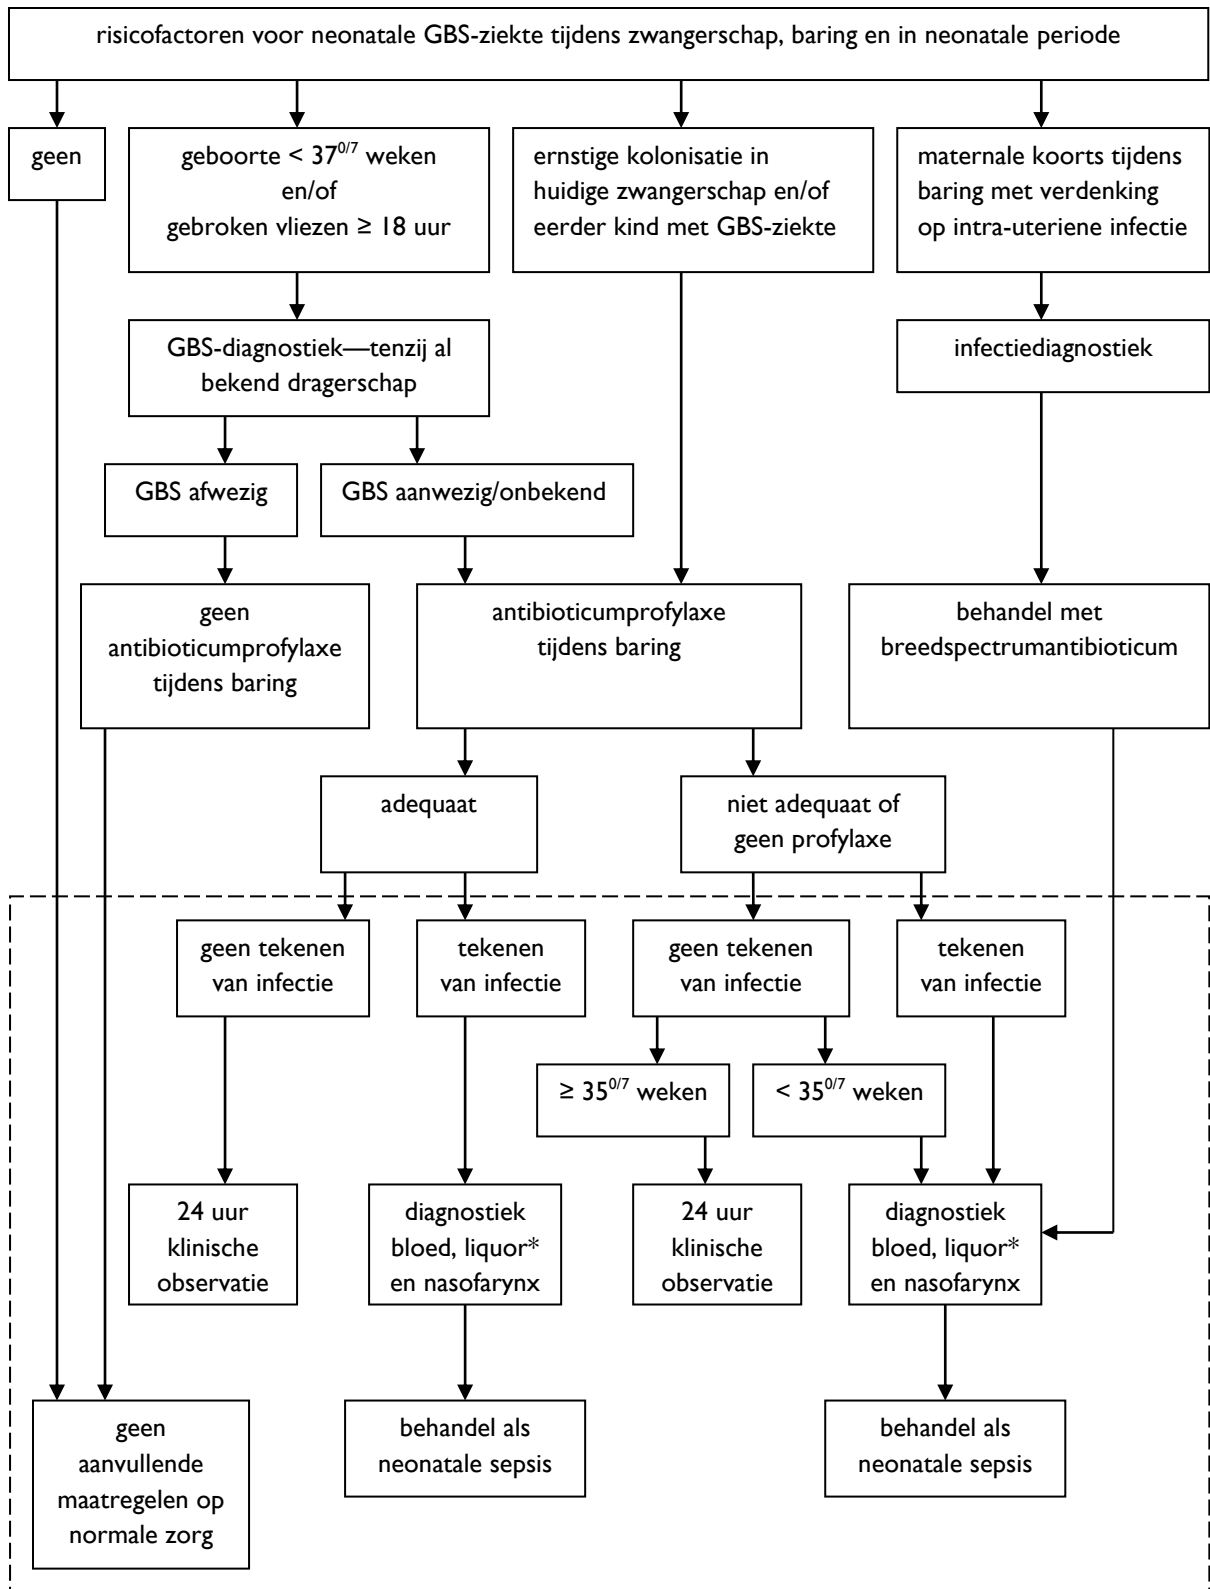 risicofactoren voor neonatale GBS-ziekte tijdens zwangerschap, baring en in neonatale periode
geen
geboorte < 37⁰/⁷ weken
en/of
gebroken vliezen ≥ 18 uur
ernstige kolonisatie in
huidige zwangerschap en/of
eerder kind met GBS-ziekte
maternale koorts tijdens
baring met verdenking
op intra-uteriene infectie
GBS-diagnostiek—tenzij al
bekend dragerschap
infectiediagnostiek
GBS afwezig
GBS aanwezig/onbekend
geen
antibioticumprofylaxe
tijdens baring
antibioticumprofylaxe
tijdens baring
behandel met
breedspectrumantibioticum
adequaat
niet adequaat of
geen profylaxe
geen tekenen
van infectie
tekenen
van infectie
geen tekenen
van infectie
tekenen
van infectie
≥ 35⁰/⁷ weken
< 35⁰/⁷ weken
24 uur
klinische
observatie
diagnostiek
bloed, liquor*
en nasofarynx
24 uur
klinische
observatie
diagnostiek
bloed, liquor*
en nasofarynx
geen
aanvullende
maatregelen op
normale zorg
behandel als
neonatale sepsis
behandel als
neonatale sepsis